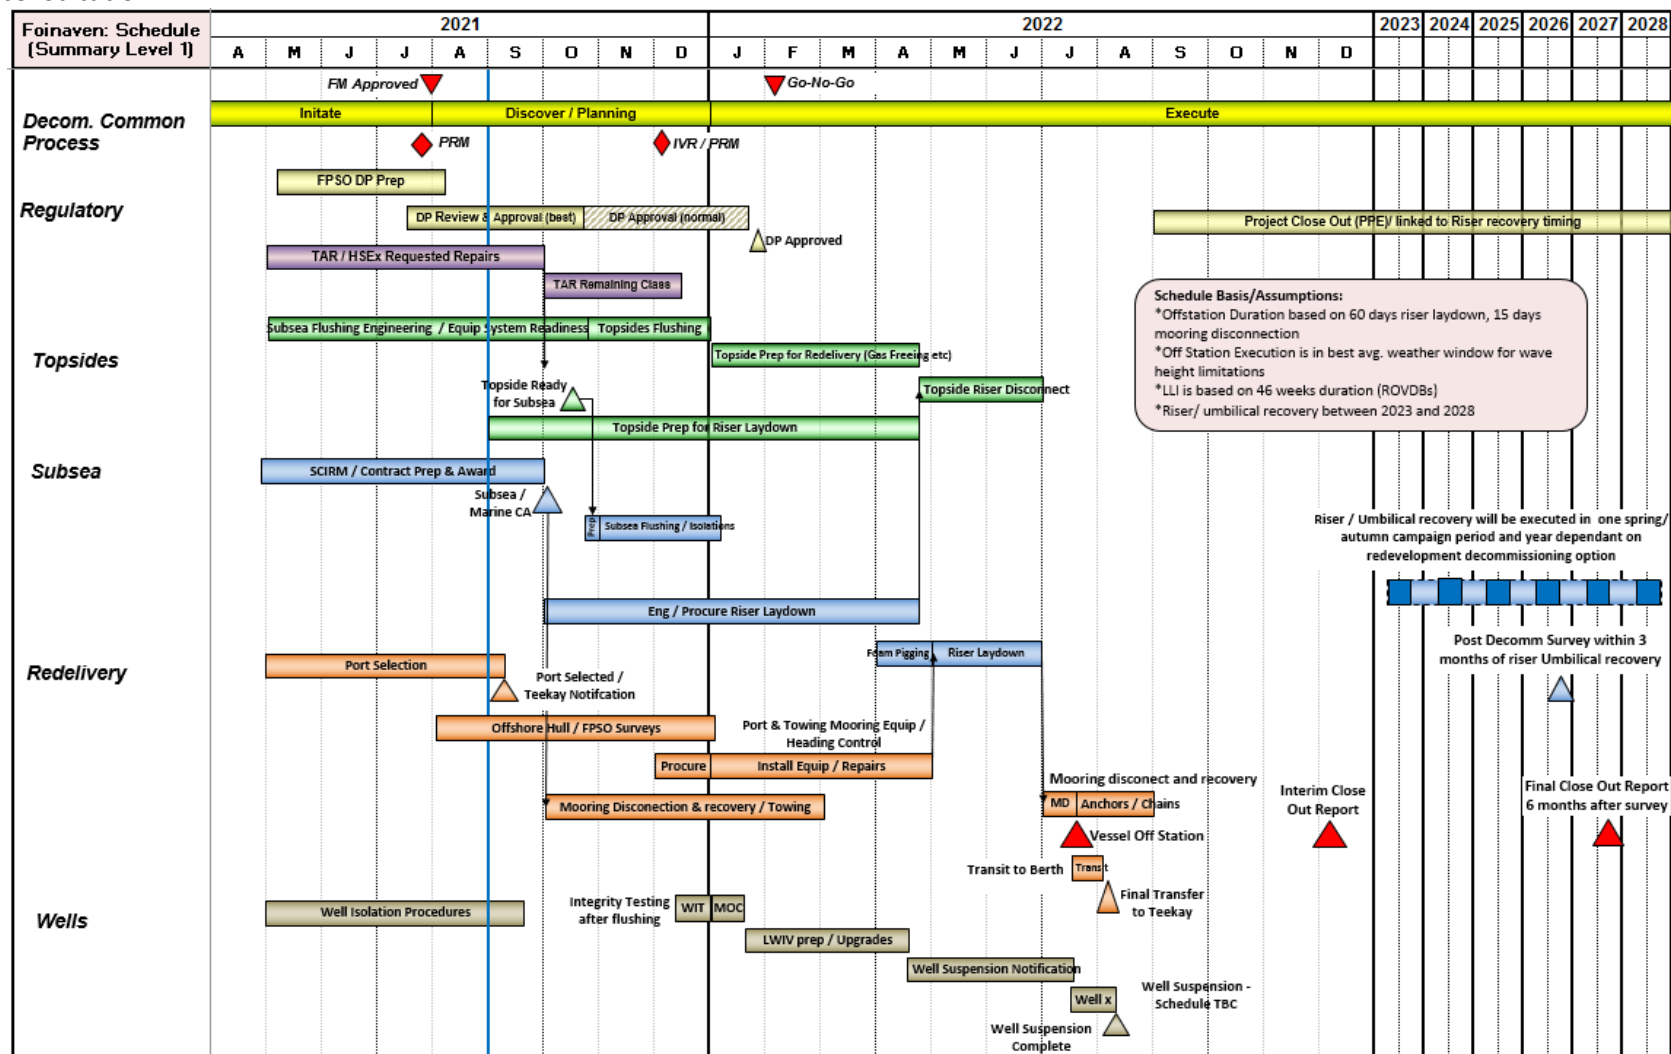 Foinaven: Schedule
(Summary Level 1)
2021
2022
2023 2024 2025 2026 2027 2028
A M J J A S O N D J F M A M J J A S O N D
FM Approved
Go-No-Go
Decom. Common
Process
Initate
Discover / Planning
Execute
PRM
IVR / PRM
Regulatory
FPSO DP Prep
DP Review & Approval (best)
DP Approval (normal)
DP Approved
Project Close Out (PPE)/ linked to Riser recovery timing
TAR / HSEx Requested Repairs
TAR Remaining Class
Schedule Basis/Assumptions:
*Offstation Duration based on 60 days riser laydown, 15 days
mooring disconnection
*Off Station Execution is in best avg. weather window for wave
height limitations
*LLI is based on 46 weeks duration (ROVDBs)
*Riser/ umbilical recovery between 2023 and 2028
Topsides
Subsea Flushing Engineering / Equip System Readiness
Topsides Flushing
Topside Prep for Redelivery (Gas Freeing etc)
Topside Ready
for Subsea
Topside Riser Disconnect
Topside Prep for Riser Laydown
Subsea
SCIRM / Contract Prep & Award
Subsea /
Marine CA
Prep
Subsea Flushing / Isolations
Riser / Umbilical recovery will be executed in one spring/
autumn campaign period and year dependant on
redevelopment decommissioning option
Eng / Procure Riser Laydown
Foam Pigging
Riser Laydown
Post Decomm Survey within 3
months of riser Umbilical recovery
Redelivery
Port Selection
Port Selected /
Teekay Notifcation
Offshore Hull / FPSO Surveys
Port & Towing Mooring Equip /
Heading Control
Procure
Install Equip / Repairs
Mooring Disconection & recovery / Towing
Mooring disconect and recovery
MD
Anchors / Chains
Vessel Off Station
Interim Close
Out Report
Final Close Out Report
6 months after survey
Transit to Berth
Transit
Final Transfer
to Teekay
Wells
Well Isolation Procedures
Integrity Testing
after flushing
WIT
MOC
LWIV prep / Upgrades
Well Suspension Notification
Well x
Well Suspension -
Schedule TBC
Well Suspension
Complete